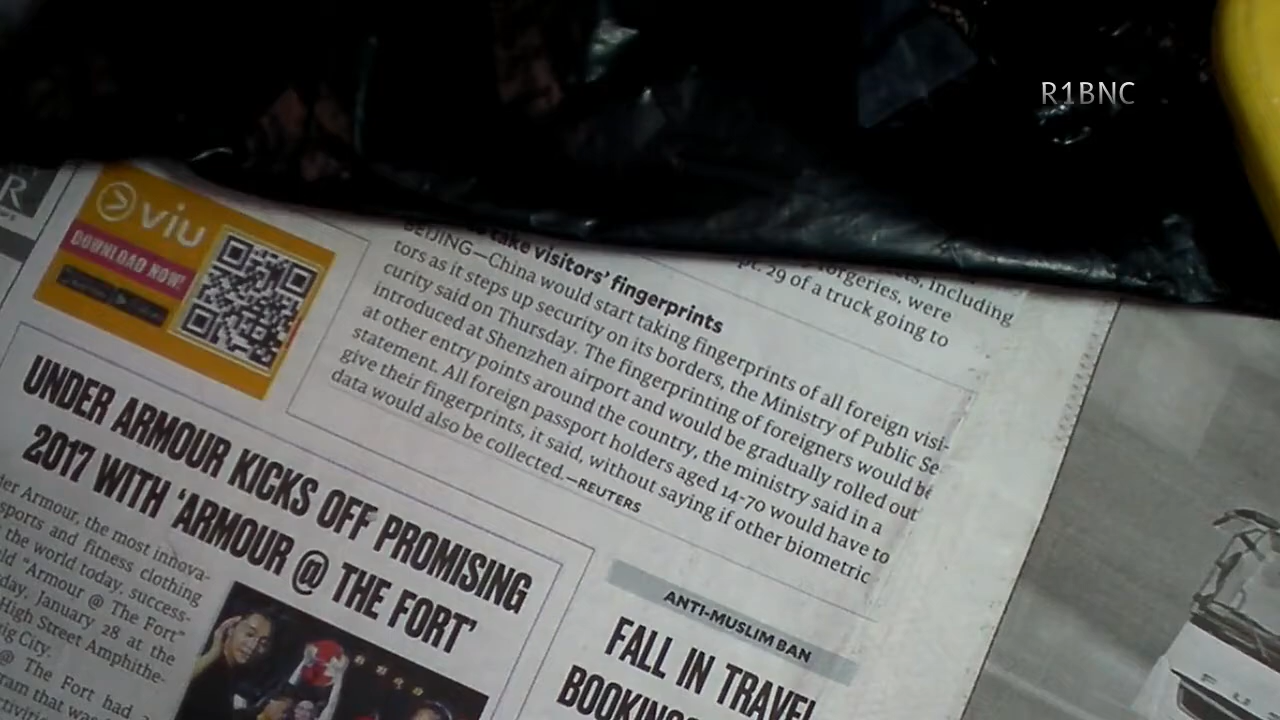 R1BNC
R
viu
DOWNLOAD NOW!
take visitors' fingerprints
BEIJING—China would start taking fingerprints of all foreign visi-
tors as it steps up security on its borders, the Ministry of Public Se-
curity said on Thursday. The fingerprinting of foreigners would be
introduced at Shenzhen airport and would be gradually rolled out
at other entry points around the country, the ministry said in a
statement. All foreign passport holders aged 14-70 would have to
give their fingerprints, it said, without saying if other biometric
data would also be collected.—REUTERS
including
forgeries, were
pt. 29 of a truck going to
UNDER ARMOUR KICKS OFF PROMISING
2017 WITH 'ARMOUR @ THE FORT'
der Armour, the most innova-
sports and fitness clothing
the world today, success-
ld "Armour @ The Fort"
day, January 28 at the
High Street Amphithe-
@ The Fort had
ANTI-MUSLIM BAN
FALL IN TRAVEL
F U